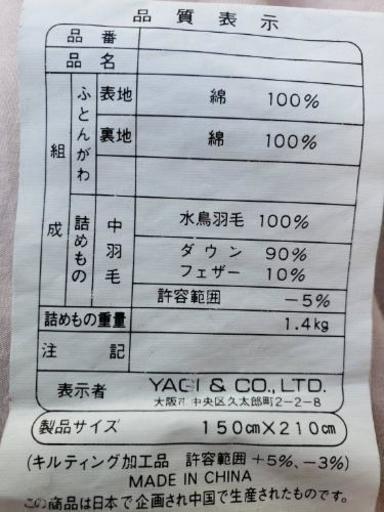 品質表示
品番
品名
組成 ふとんがわ 表地 綿 100%
裏地 綿 100%
詰めもの 中羽毛 水鳥羽毛 100%
ダウン 90%
フェザー 10%
許容範囲 -5%
詰めもの重量 1.4kg
注記
表示者 YAGI & CO., LTD.
大阪市中央区久太郎町2-2-8
製品サイズ 150cm×210cm
(キルティング加工品 許容範囲+5%、-3%)
MADE IN CHINA
この商品は日本で企画され中国で生産されたもの